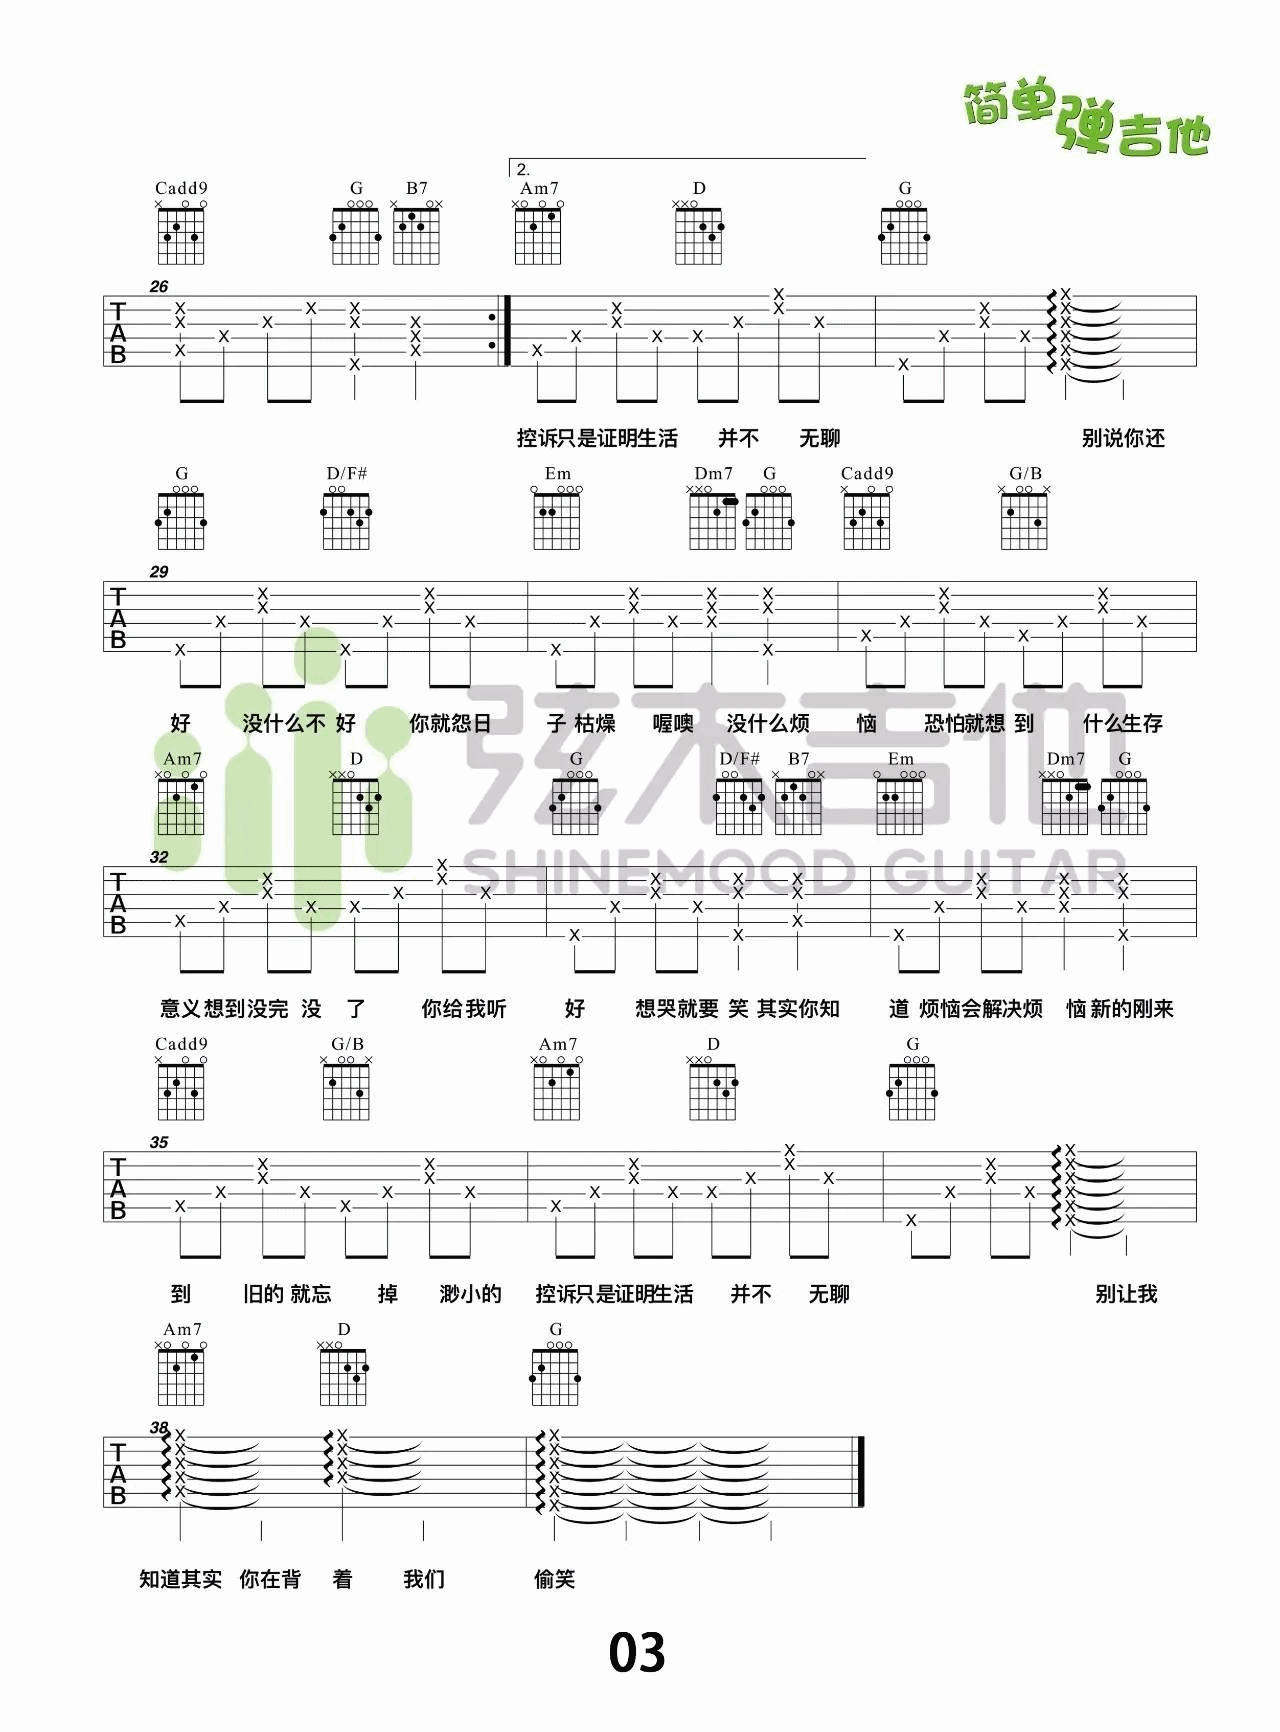 简单弹吉他
2.
Cadd9 G B7 Am7 D G
26
T
A
B
控诉只是证明生活 并不 无聊 别说你还
G D/F# Em Dm7 G Cadd9 G/B
29
T
A
B
好 没什么不好 你就怨日 子枯燥 喔噢 没什么烦 恼 恐怕就想到 什么生存
弦木吉他
SHINEMOOD GUITAR
Am7 D G D/F# B7 Em Dm7 G
32
T
A
B
意义想到没完没了 你给我听 好 想哭就要笑 其实你知 道 烦恼会解决烦 恼新的刚来
Cadd9 G/B Am7 D G
35
T
A
B
到 旧的就忘 掉 渺小的 控诉只是证明生活 并不 无聊 别让我
Am7 D G
38
T
A
B
知道其实 你在背 着 我们 偷笑
03